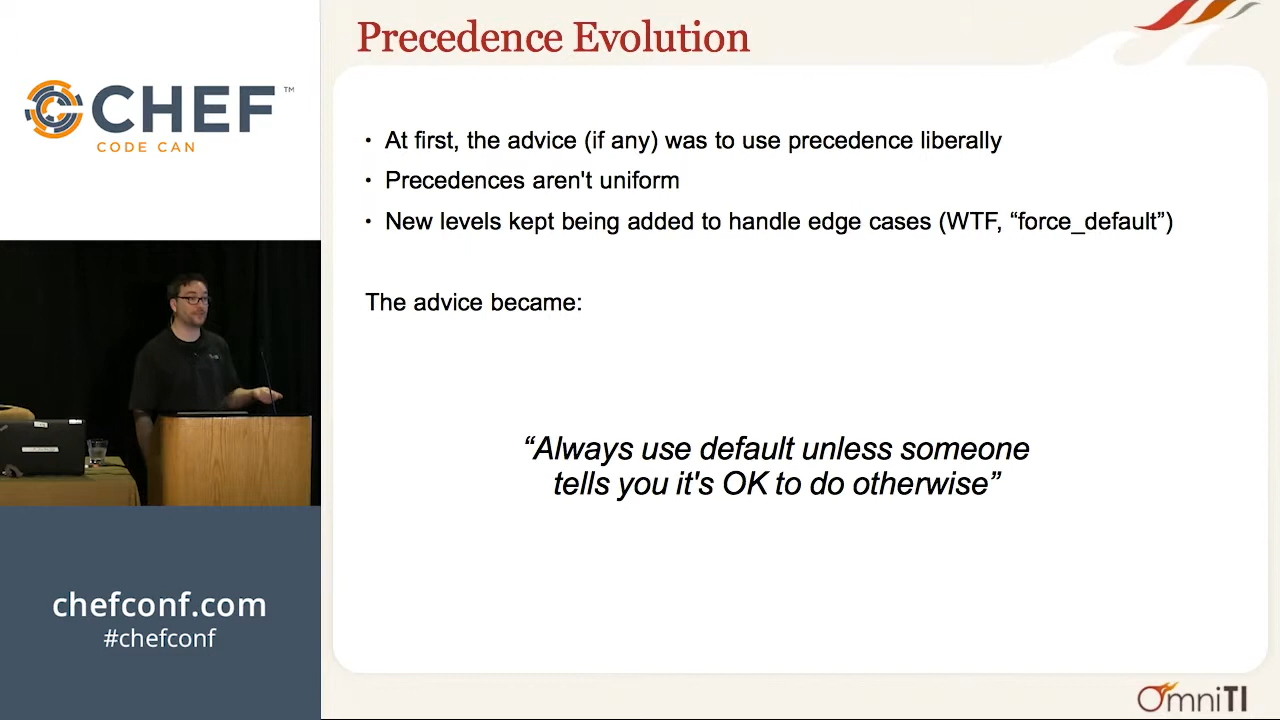 Precedence Evolution
CHEF™
CODE CAN
• At first, the advice (if any) was to use precedence liberally
• Precedences aren't uniform
• New levels kept being added to handle edge cases (WTF, “force_default”)
The advice became:
“Always use default unless someone
tells you it's OK to do otherwise”
chefconf.com
#chefconf
OmniTI